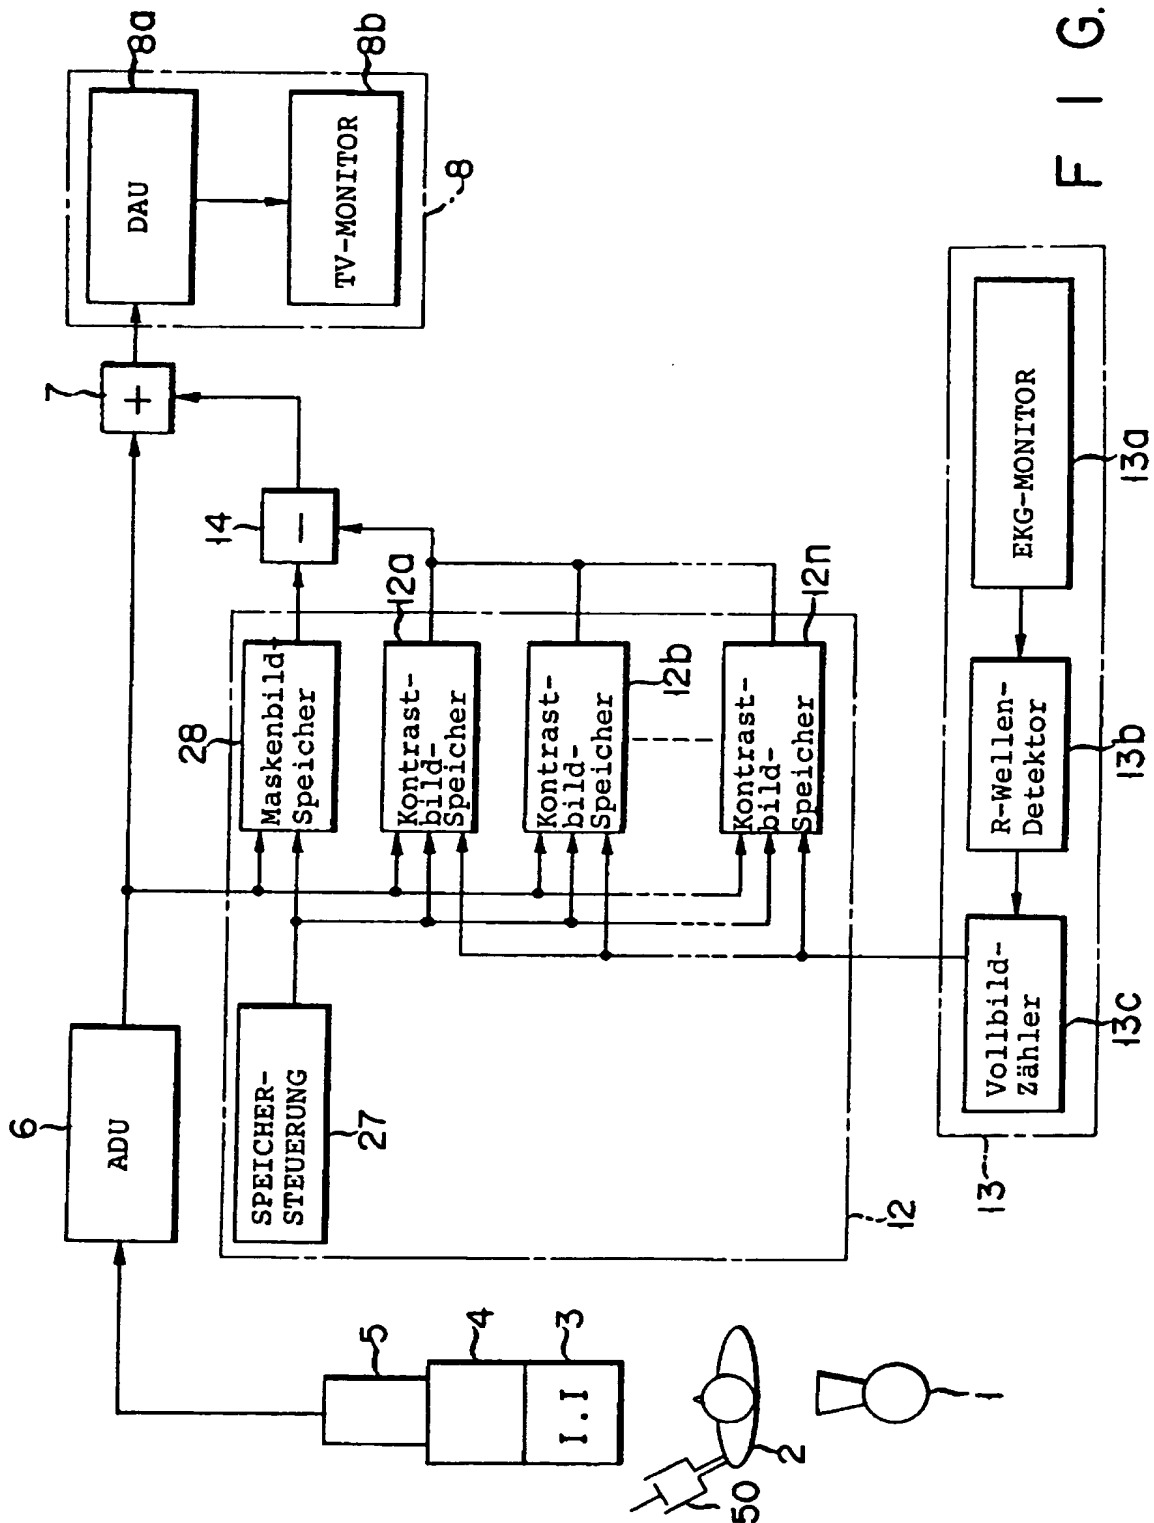 8a
DAU
8b
TV-MONITOR
8
7
+
14
−
28
Maskenbild-
Speicher
12a
Kontrast-
bild-
Speicher
Kontrast-
bild-
Speicher
12b
12n
Kontrast-
bild-
Speicher
6
ADU
SPEICHER-
STEUERUNG
27
12
EKG-MONITOR
13a
R-Wellen-
Detektor
13b
Vollbild-
Zähler
13c
13
5
4
3
I.I
2
50
1
F I G.